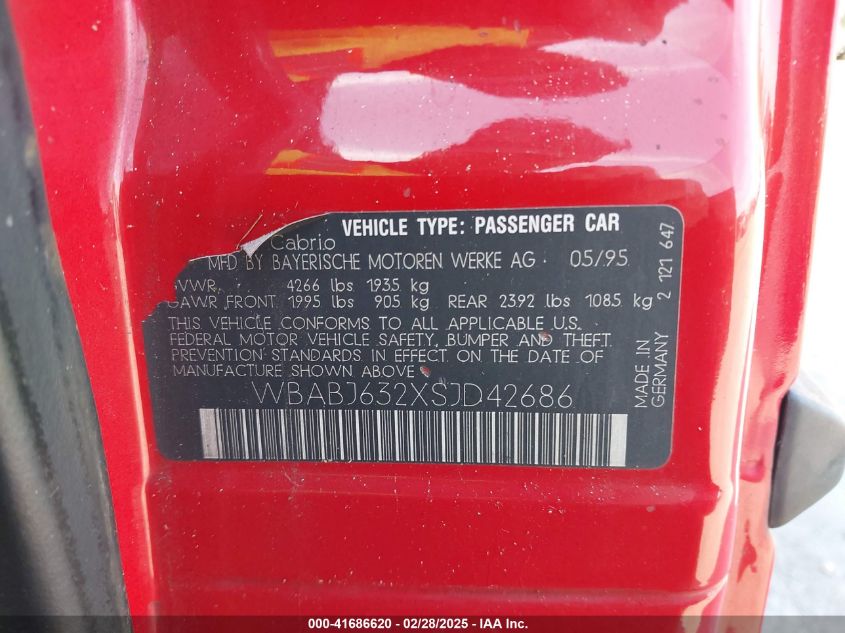 VEHICLE TYPE: PASSENGER CAR
Cabrio
MFD BY BAYERISCHE MOTOREN WERKE AG 05/95
GVWR 4266 lbs 1935 kg
GAWR FRONT 1995 lbs 905 kg REAR 2392 lbs 1085 kg
THIS VEHICLE CONFORMS TO ALL APPLICABLE U.S.
FEDERAL MOTOR VEHICLE SAFETY, BUMPER AND THEFT
PREVENTION STANDARDS IN EFFECT ON THE DATE OF
MANUFACTURE SHOWN ABOVE
WBABJ632XSJD42686
2 121 647
MADE IN
GERMANY
000-41686620 / 02/28/2025 - IAA Inc.